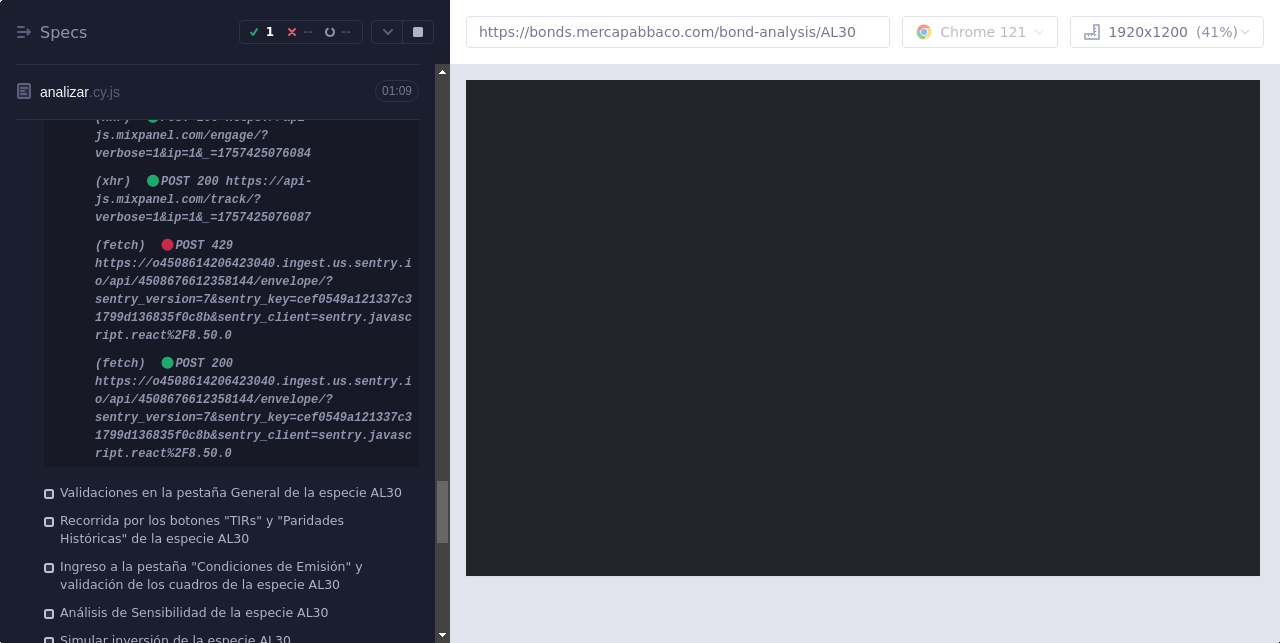 Specs
1
--
--
https://bonds.mercapabbaco.com/bond-analysis/AL30
Chrome 121
1920x1200 (41%)
analizar.cy.js
01:09
(xhr) POST 200 https://api-
js.mixpanel.com/engage/?
verbose=1&ip=1&_=1757425076084
(xhr) POST 200 https://api-
js.mixpanel.com/track/?
verbose=1&ip=1&_=1757425076087
(fetch) POST 429
https://o4508614206423040.ingest.us.sentry.i
o/api/4508676612358144/envelope/?
sentry_version=7&sentry_key=cef0549a121337c3
1799d136835f0c8b&sentry_client=sentry.javasc
ript.react%2F8.50.0
(fetch) POST 200
https://o4508614206423040.ingest.us.sentry.i
o/api/4508676612358144/envelope/?
sentry_version=7&sentry_key=cef0549a121337c3
1799d136835f0c8b&sentry_client=sentry.javasc
ript.react%2F8.50.0
Validaciones en la pestaña General de la especie AL30
Recorrida por los botones "TIRs" y "Paridades
Históricas" de la especie AL30
Ingreso a la pestaña "Condiciones de Emisión" y
validación de los cuadros de la especie AL30
Análisis de Sensibilidad de la especie AL30
Simular inversión de la especie AL30